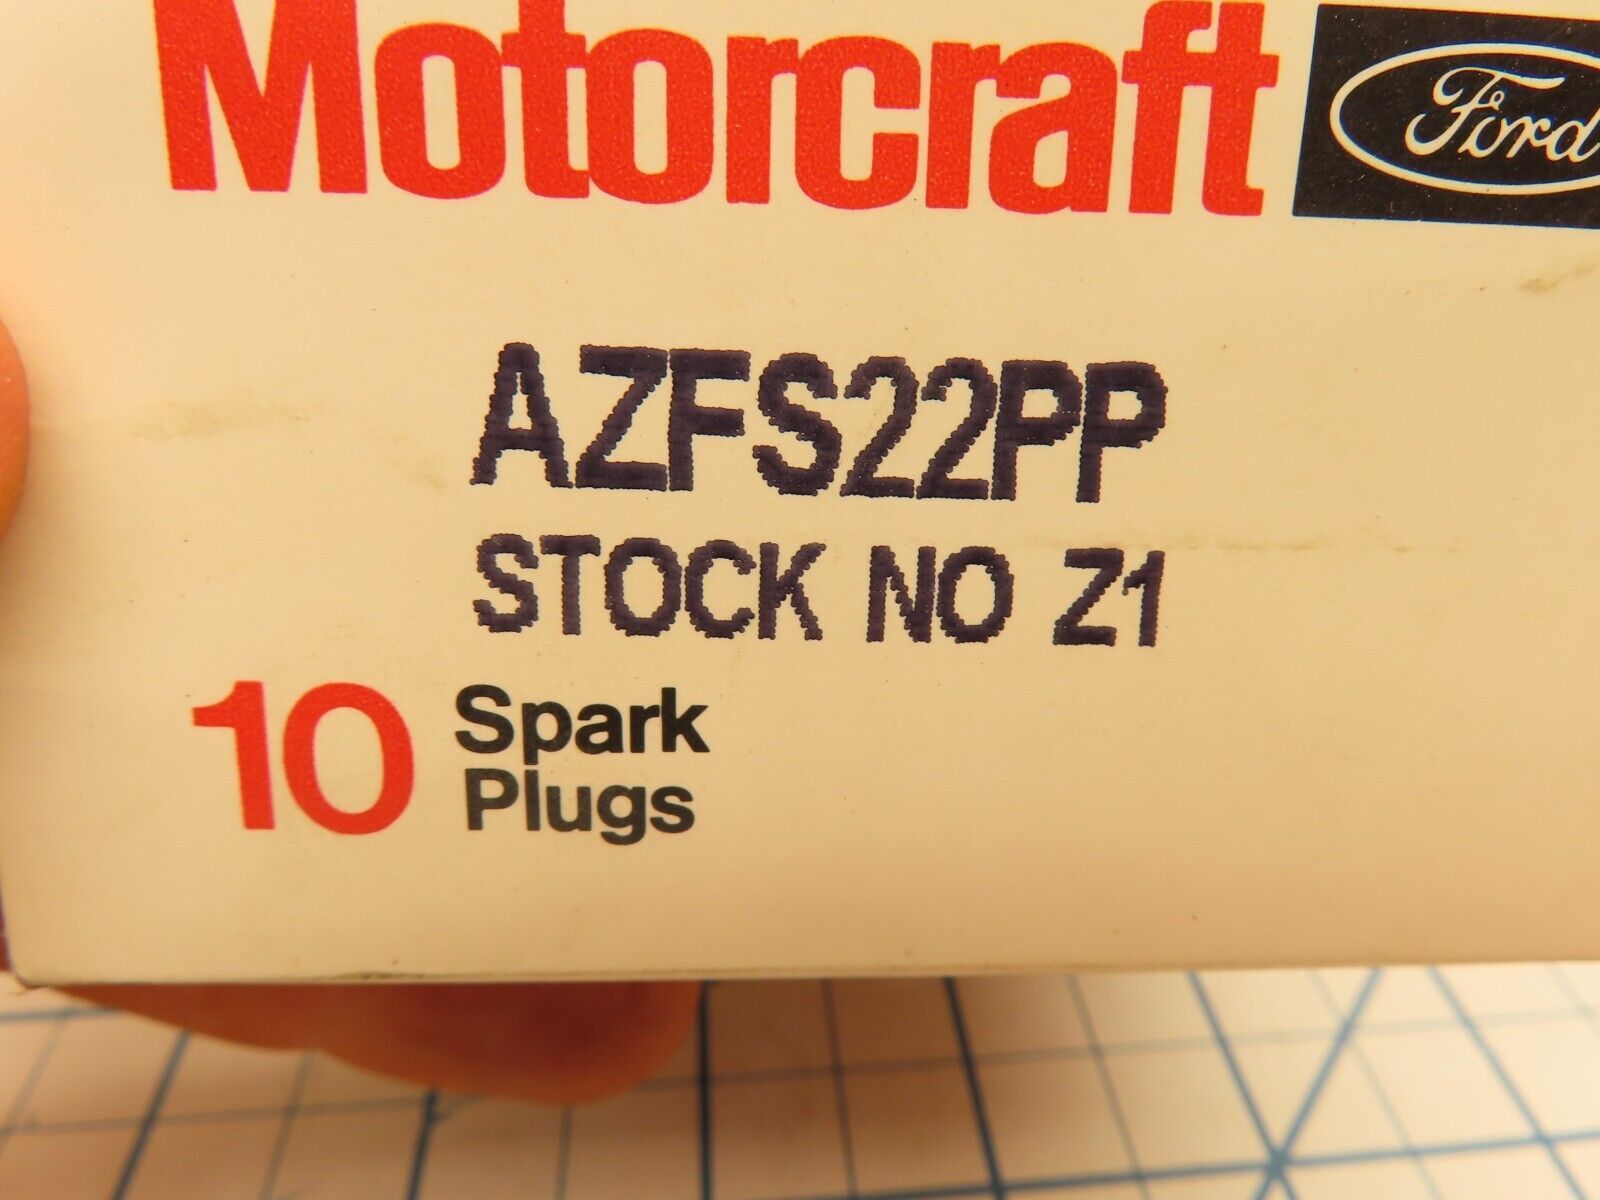 Motorcraft Ford
AZFS22PP
STOCK NO Z1
10 Spark
Plugs